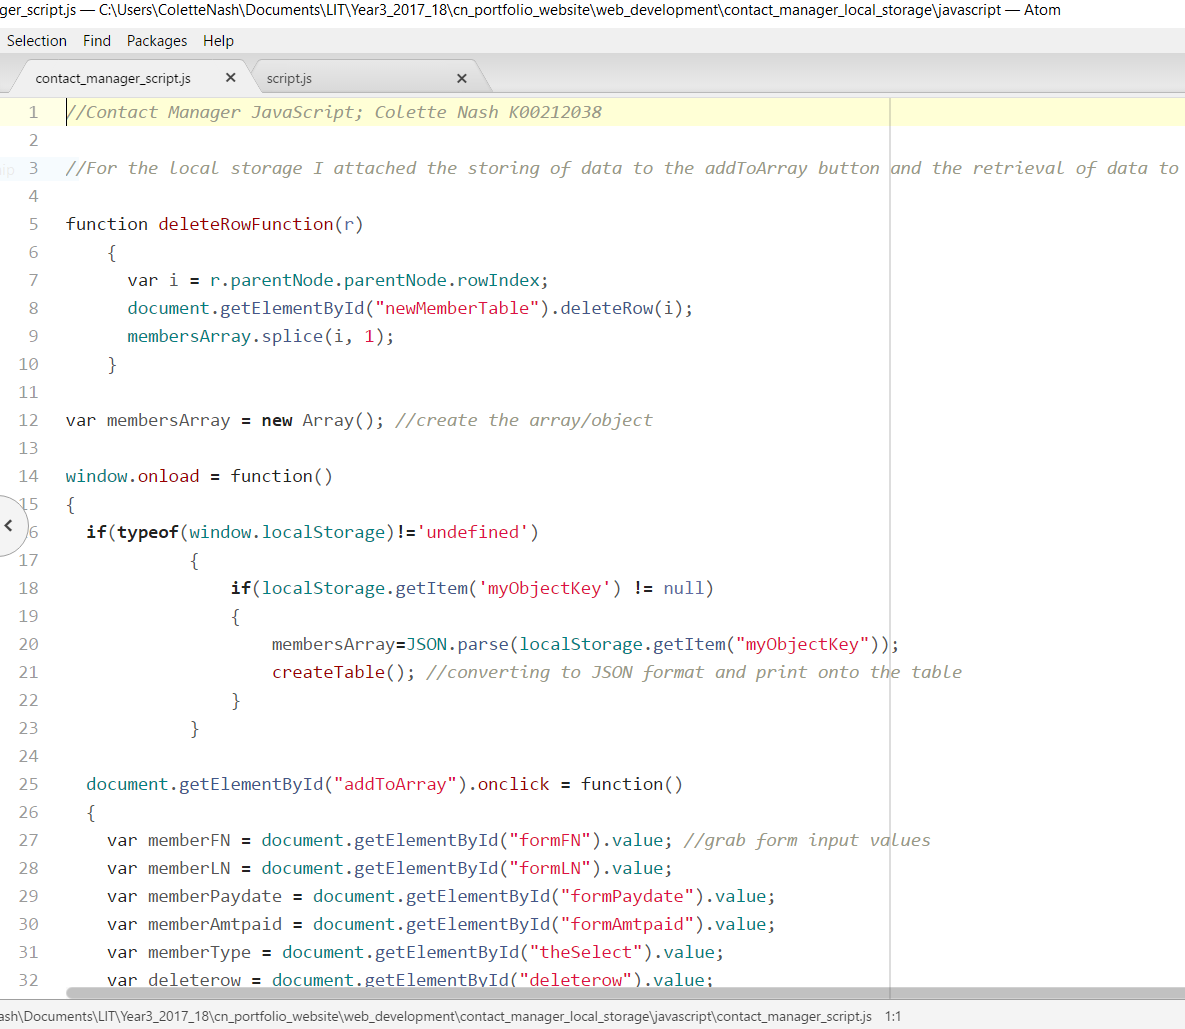 ger_script.js — C:\Users\ColetteNash\Documents\LIT\Year3_2017_18\cn_portfolio_website\web_development\contact_manager_local_storage\javascript — Atom
Selection Find Packages Help
contact_manager_script.js × script.js ×
1 //Contact Manager JavaScript; Colette Nash K00212038
2
3 //For the local storage I attached the storing of data to the addToArray button and the retrieval of data to
4
5 function deleteRowFunction(r)
6 {
7 var i = r.parentNode.parentNode.rowIndex;
8 document.getElementById("newMemberTable").deleteRow(i);
9 membersArray.splice(i, 1);
10 }
11
12 var membersArray = new Array(); //create the array/object
13
14 window.onload = function()
15 {
6 if(typeof(window.localStorage)!='undefined')
17 {
18 if(localStorage.getItem('myObjectKey') != null)
19 {
20 membersArray=JSON.parse(localStorage.getItem("myObjectKey"));
21 createTable(); //converting to JSON format and print onto the table
22 }
23 }
24
25 document.getElementById("addToArray").onclick = function()
26 {
27 var memberFN = document.getElementById("formFN").value; //grab form input values
28 var memberLN = document.getElementById("formLN").value;
29 var memberPaydate = document.getElementById("formPaydate").value;
30 var memberAmtpaid = document.getElementById("formAmtpaid").value;
31 var memberType = document.getElementById("theSelect").value;
32 var deleterow = document.getElementById("deleterow").value;
ash\Documents\LIT\Year3_2017_18\cn_portfolio_website\web_development\contact_manager_local_storage\javascript\contact_manager_script.js 1:1